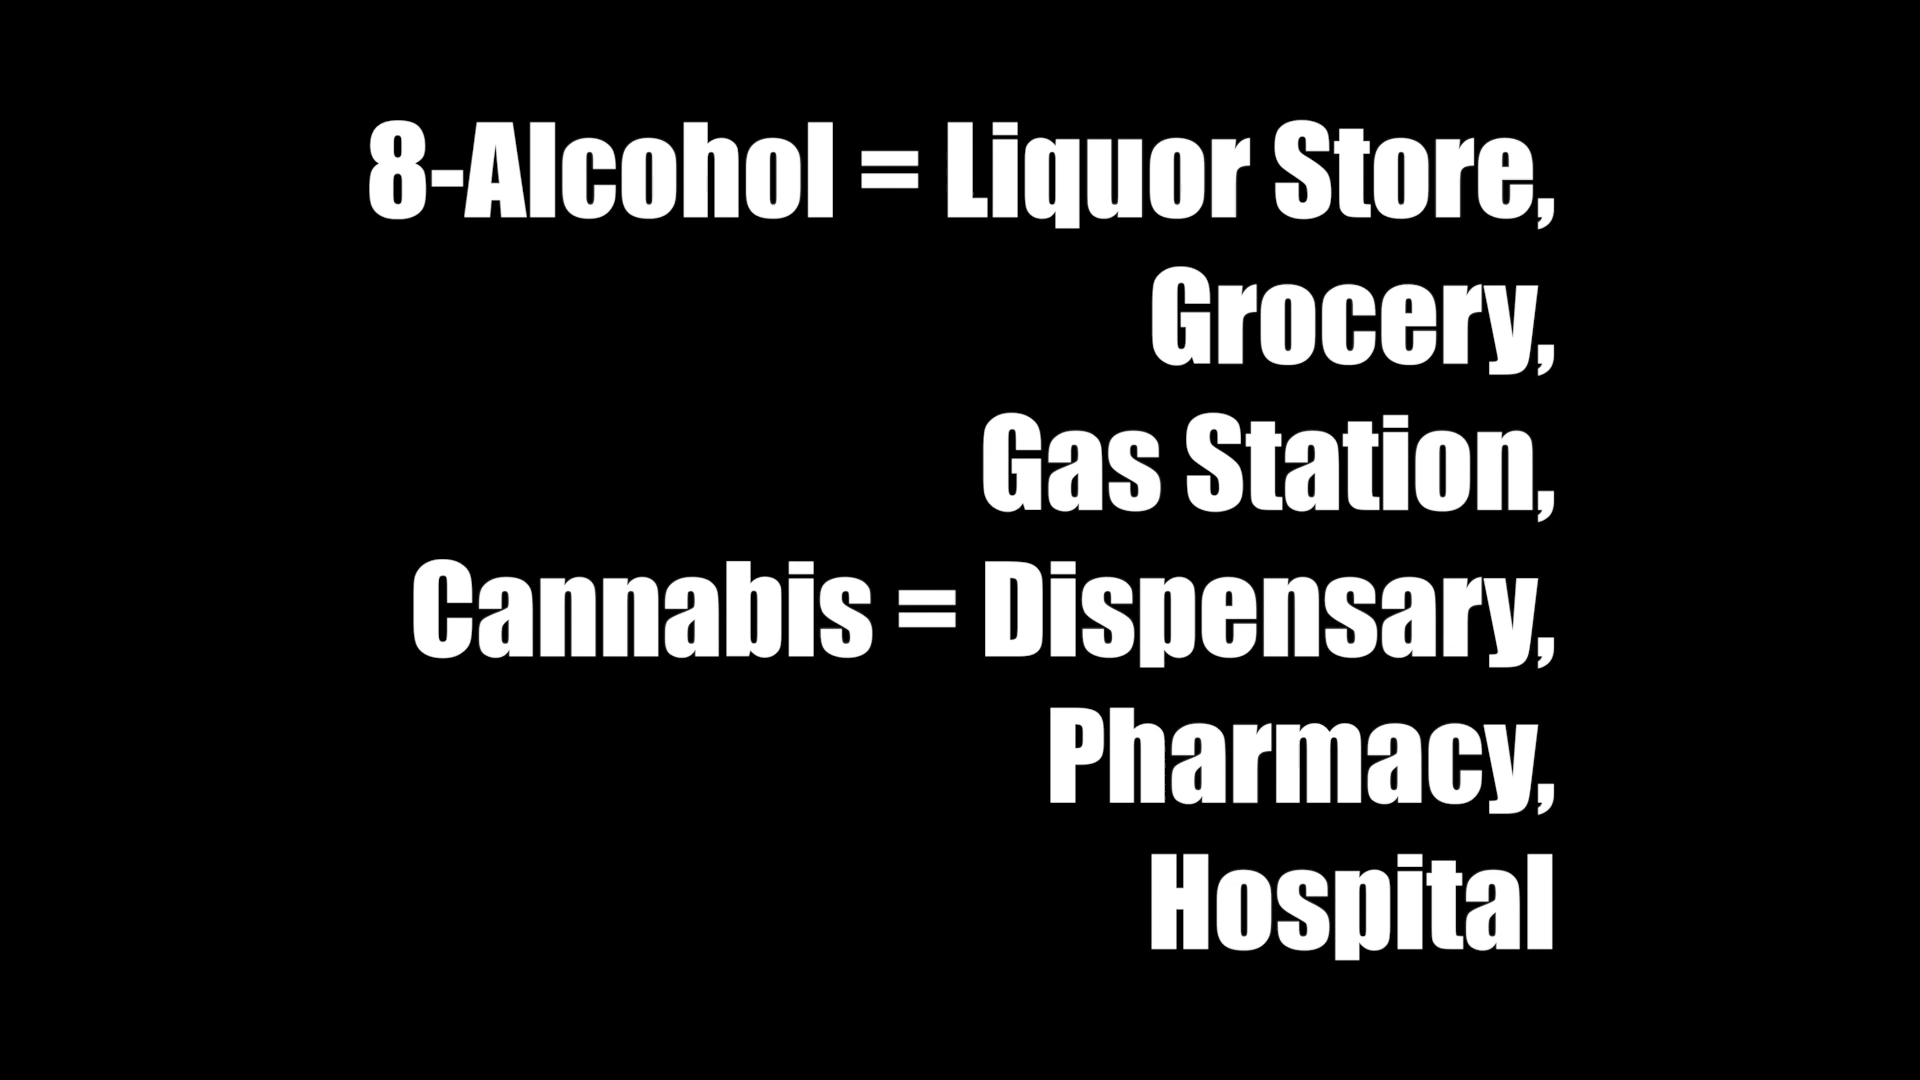 8-Alcohol = Liquor Store,
Grocery,
Gas Station,
Cannabis = Dispensary,
Pharmacy,
Hospital